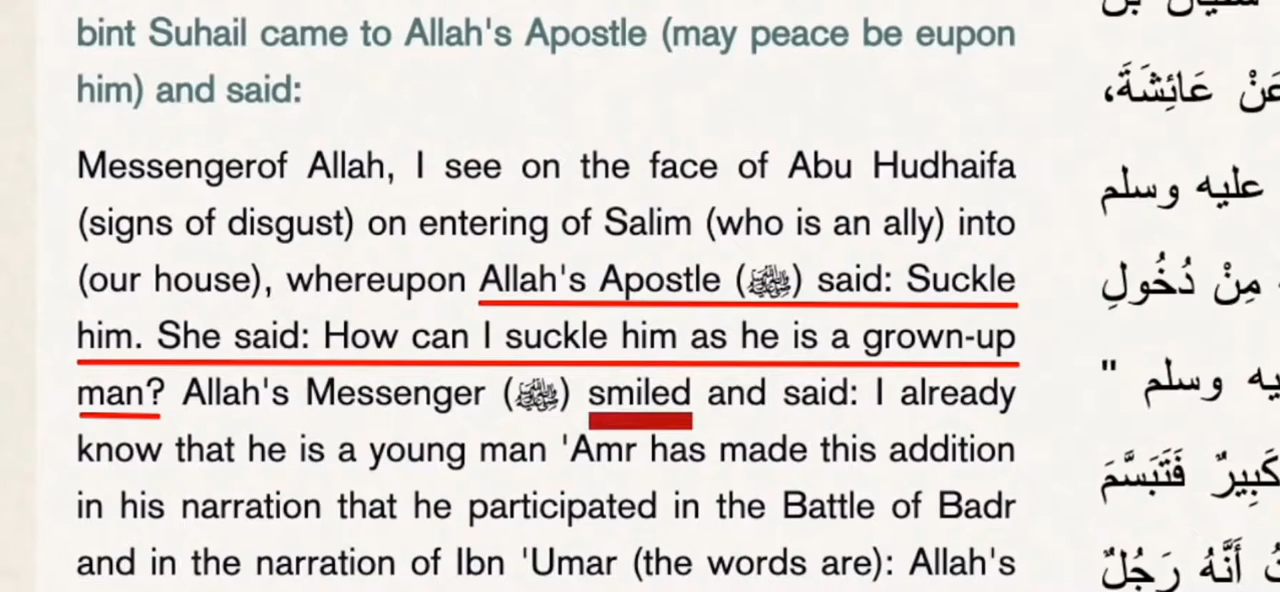 bint Suhail came to Allah's Apostle (may peace be eupon
him) and said:
Messengerof Allah, I see on the face of Abu Hudhaifa
(signs of disgust) on entering of Salim (who is an ally) into
(our house), whereupon Allah's Apostle (ﷺ) said: Suckle
him. She said: How can I suckle him as he is a grown-up
man? Allah's Messenger (ﷺ) smiled and said: I already
know that he is a young man 'Amr has made this addition
in his narration that he participated in the Battle of Badr
and in the narration of Ibn 'Umar (the words are): Allah's
عَنْ عَائِشَةَ،
عليه وسلم
مِنْ دُخُولِ
يه وسلم "
كَبِيرٌ فَتَبَسَّمَ
أَنَّهُ رَجُلٌ